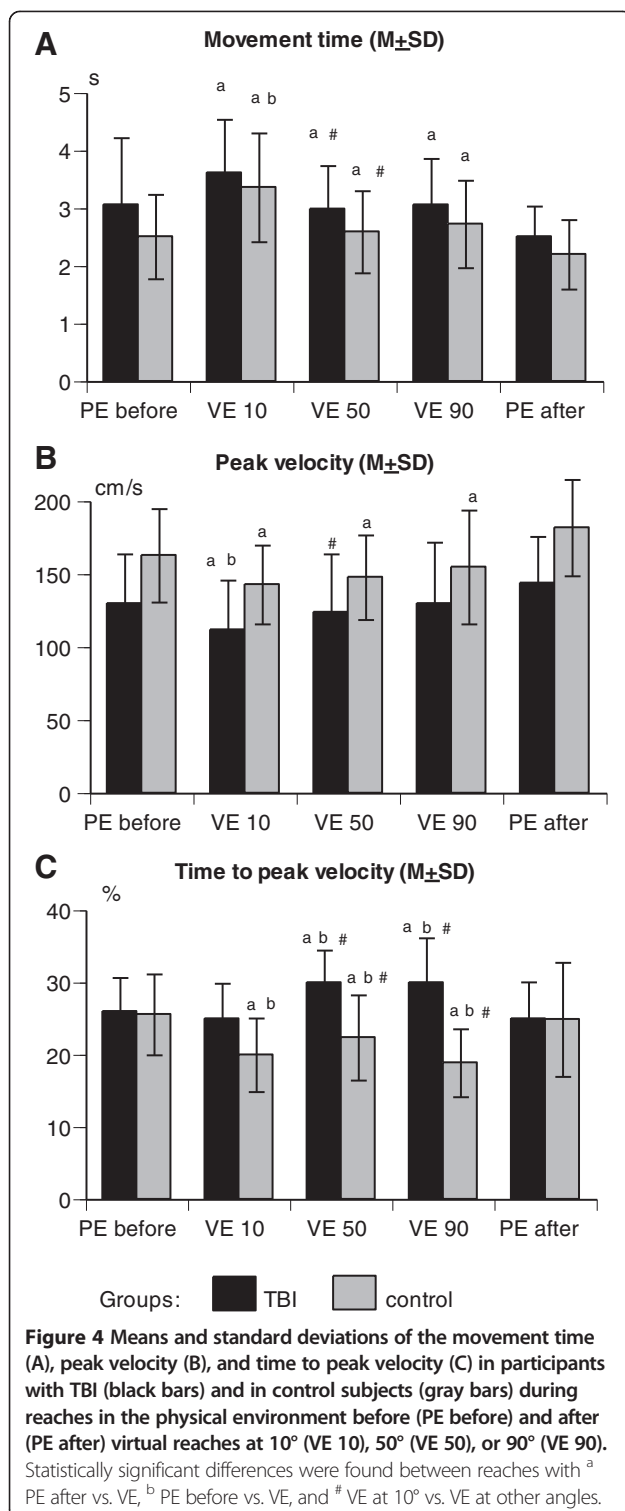 A
Movement time (M±SD)
s
a
a b
a #
a #
a
a
5
4
3
2
1
0
PE before VE 10 VE 50 VE 90 PE after
B
Peak velocity (M±SD)
cm/s
200
150
100
50
0
a b
a
#
a
a
PE before VE 10 VE 50 VE 90 PE after
C
Time to peak velocity (M±SD)
%
40
30
20
10
0
a b
a b #
a b #
a b #
a b #
PE before VE 10 VE 50 VE 90 PE after
Groups: TBI control
Figure 4 Means and standard deviations of the movement time
(A), peak velocity (B), and time to peak velocity (C) in participants
with TBI (black bars) and in control subjects (gray bars) during
reaches in the physical environment before (PE before) and after
(PE after) virtual reaches at 10° (VE 10), 50° (VE 50), or 90° (VE 90).
Statistically significant differences were found between reaches with a
PE after vs. VE, b PE before vs. VE, and # VE at 10° vs. VE at other angles.